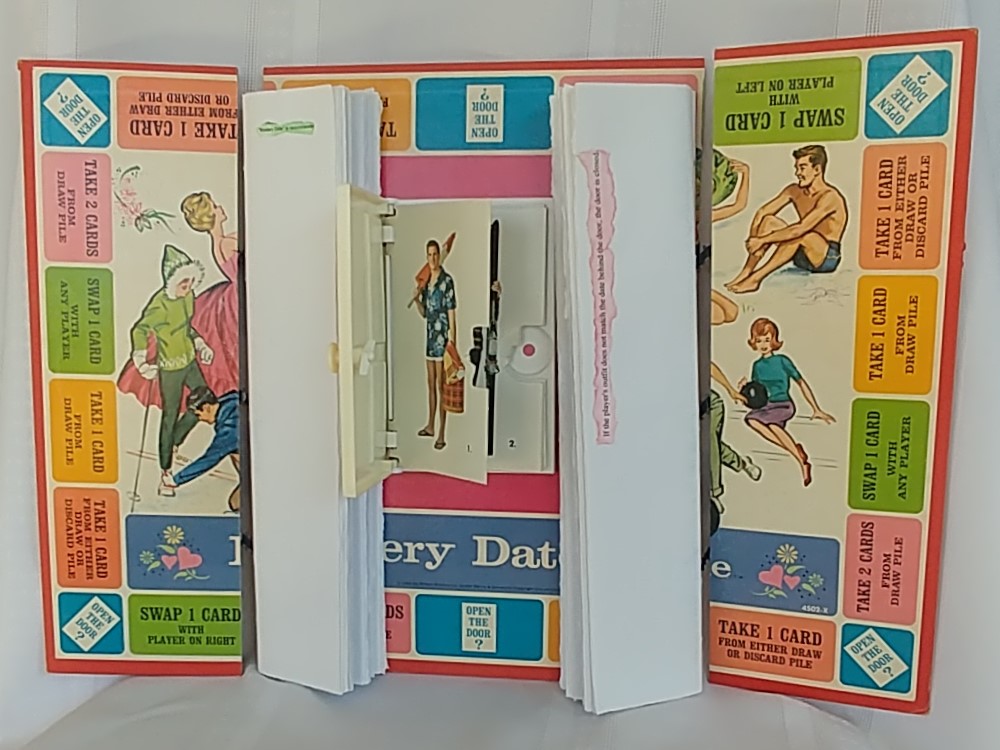 OPEN
THE
DOOR
?
TAKE 1 CARD
FROM EITHER DRAW
OR DISCARD PILE
TAKE 2 CARDS
FROM
DRAW PILE
SWAP 1 CARD
WITH
ANY PLAYER
TAKE 1 CARD
FROM
DRAW PILE
TAKE 1 CARD
FROM EITHER
DRAW OR
DISCARD PILE
OPEN
THE
DOOR
?
SWAP 1 CARD
WITH
PLAYER ON RIGHT
OPEN
THE
DOOR
?
TA
F
1.
2.
ery Dat
DS
E
OPEN
THE
DOOR
?
If the player's outfit does not match the date behind the door, the door is closed.
SWAP 1 CARD
WITH
PLAYER ON LEFT
OPEN
THE
DOOR
?
TAKE 1 CARD
FROM EITHER
DRAW OR
DISCARD PILE
TAKE 1 CARD
FROM
DRAW PILE
SWAP 1 CARD
WITH
ANY PLAYER
TAKE 2 CARDS
FROM
DRAW PILE
e
4502-X
TAKE 1 CARD
FROM EITHER DRAW
OR DISCARD PILE
OPEN
THE
DOOR
?